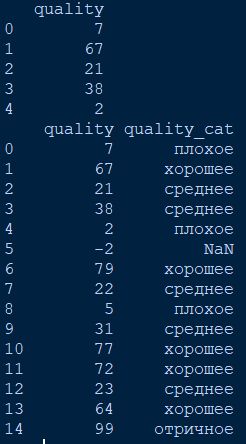 quality
0 7
1 67
2 21
3 38
4 2
quality quality_cat
0 7 плохое
1 67 хорошее
2 21 среднее
3 38 среднее
4 2 плохое
5 -2 NaN
6 79 хорошее
7 22 среднее
8 5 плохое
9 31 среднее
10 77 хорошее
11 72 хорошее
12 23 среднее
13 64 хорошее
14 99 отричное